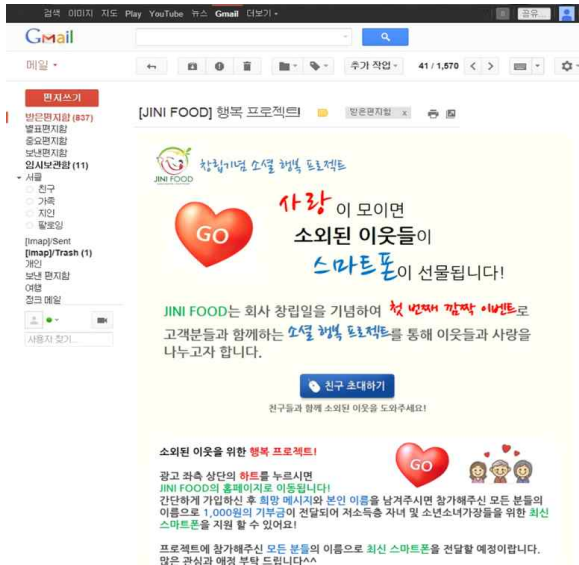 검색 이미지 지도 Play YouTube 뉴스 Gmail 더보기
0 공유...
GMail
메일
추가 작업 41 / 1,570
편지쓰기
[JINI FOOD] 행복 프로젝트!
받은편지함 x
받은편지함 (837)
별표편지함
중요편지함
보낸편지함
임시보관함 (11)
서클
친구
가족
지인
팔로잉
[Imap]/Sent
[Imap]/Trash (1)
개인
보낸 편지함
여행
정크 메일
사용자 찾기...
JINI FOOD
창립기념 소셜 행복 프로젝트
GO
사랑이 모이면
소외된 이웃들이
스마트폰이 선물됩니다!
JINI FOOD는 회사 창립일을 기념하여 첫 번째 깜짝 이벤트로
고객분들과 함께하는 소셜 행복 프로젝트를 통해 이웃들과 사랑을
나누고자 합니다.
친구 초대하기
친구들과 함께 소외된 이웃을 도와주세요!
소외된 이웃을 위한 행복 프로젝트!
GO
광고 좌측 상단의 하트를 누르시면
JINI FOOD의 홈페이지로 이동됩니다!
간단하게 가입하신 후 희망 메시지와 본인 이름을 남겨주시면 참가해주신 모든 분들의
이름으로 1,000원의 기부금이 전달되어 저소득층 자녀 및 소년소녀가장들을 위한 최신
스마트폰을 지원 할 수 있어요!
프로젝트에 참가해주신 모든 분들의 이름으로 최신 스마트폰을 전달할 예정이랍니다.
많은 관심과 애정 부탁 드립니다^^